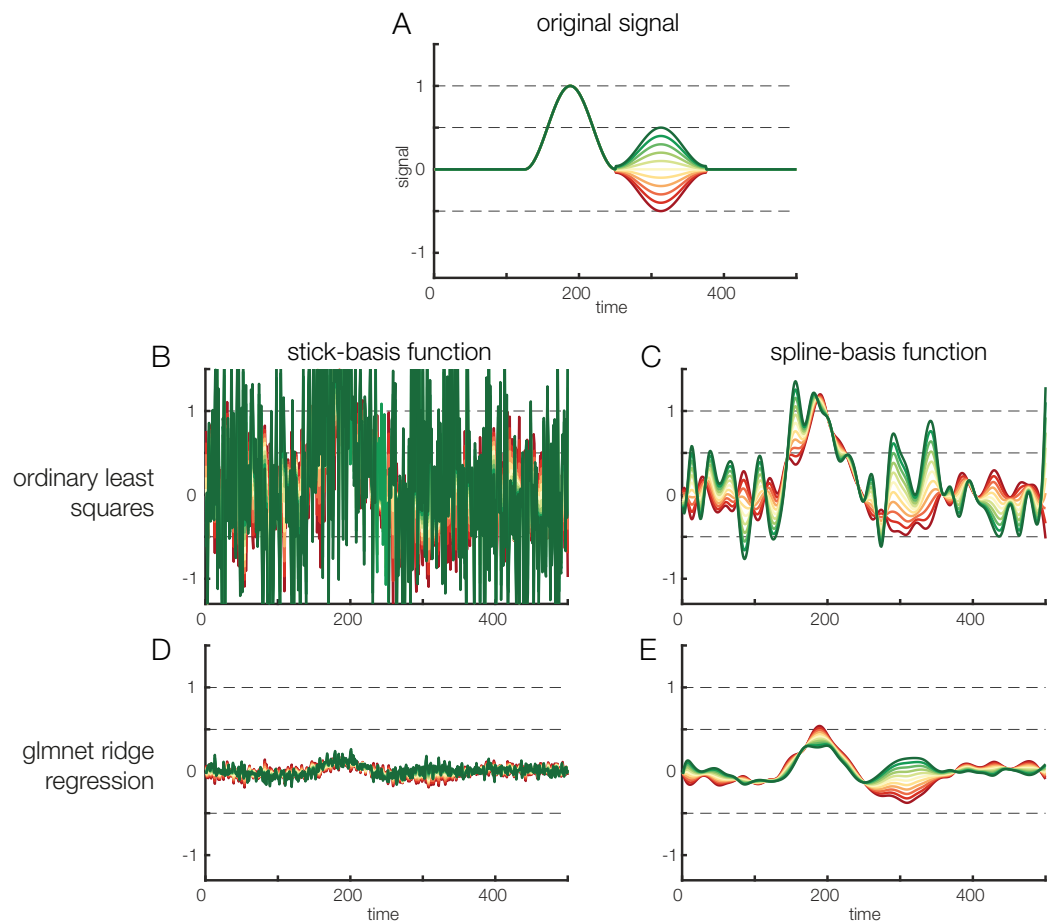 A
original signal
1
0
-1
signal
0
200
400
time
B
stick-basis function
C
spline-basis function
ordinary least
squares
1
0
-1
0
200
400
1
0
-1
0
200
400
D
E
glmnet ridge
regression
1
0
-1
0
200
400
time
1
0
-1
0
200
400
time